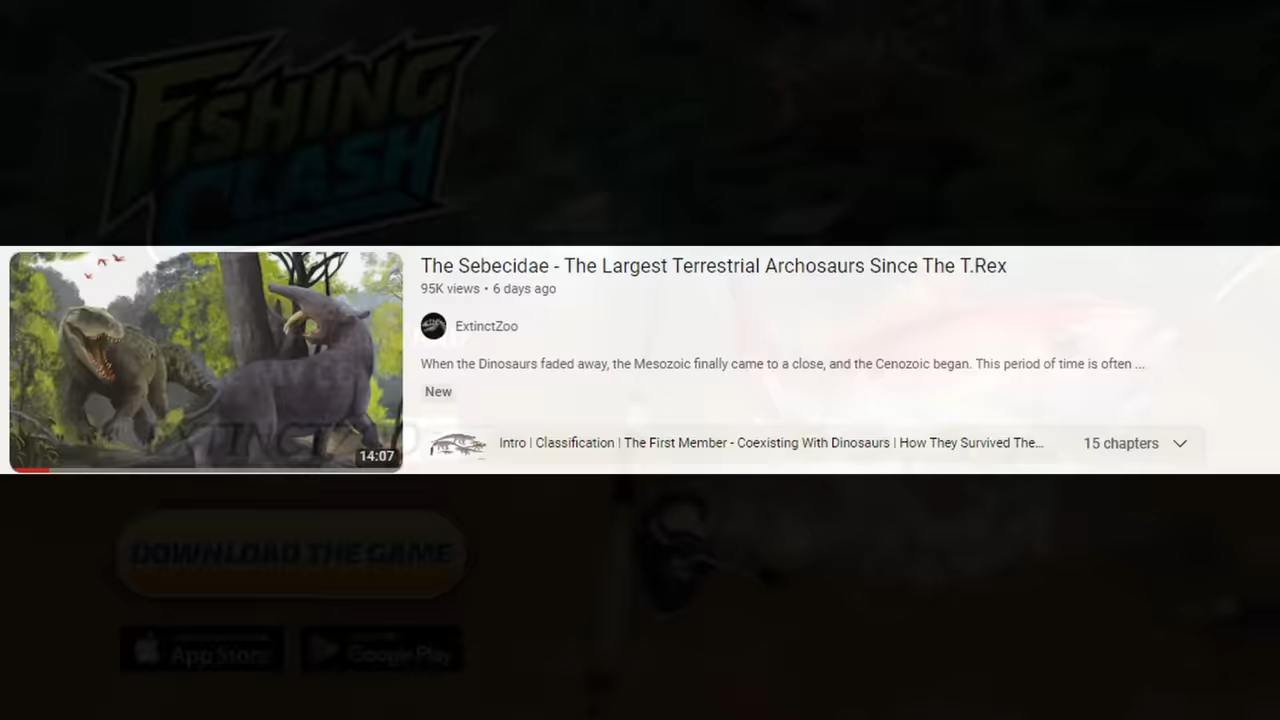 FISHING
CLASH
The Sebecidae - The Largest Terrestrial Archosaurs Since The T.Rex
95K views • 6 days ago
ExtinctZoo
When the Dinosaurs faded away, the Mesozoic finally came to a close, and the Cenozoic began. This period of time is often ...
New
14:07
Intro | Classification | The First Member - Coexisting With Dinosaurs | How They Survived The...
15 chapters
DOWNLOAD THE GAME
App Store
Google Play